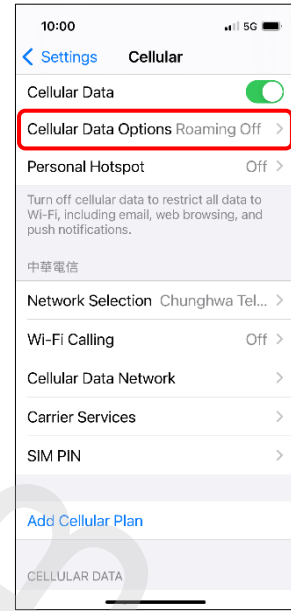 10:00 5G
Settings Cellular
Cellular Data
Cellular Data Options Roaming Off
Personal Hotspot Off
Turn off cellular data to restrict all data to
Wi-Fi, including email, web browsing, and
push notifications.
中華電信
Network Selection Chunghwa Tel...
Wi-Fi Calling Off
Cellular Data Network
Carrier Services
SIM PIN
Add Cellular Plan
CELLULAR DATA